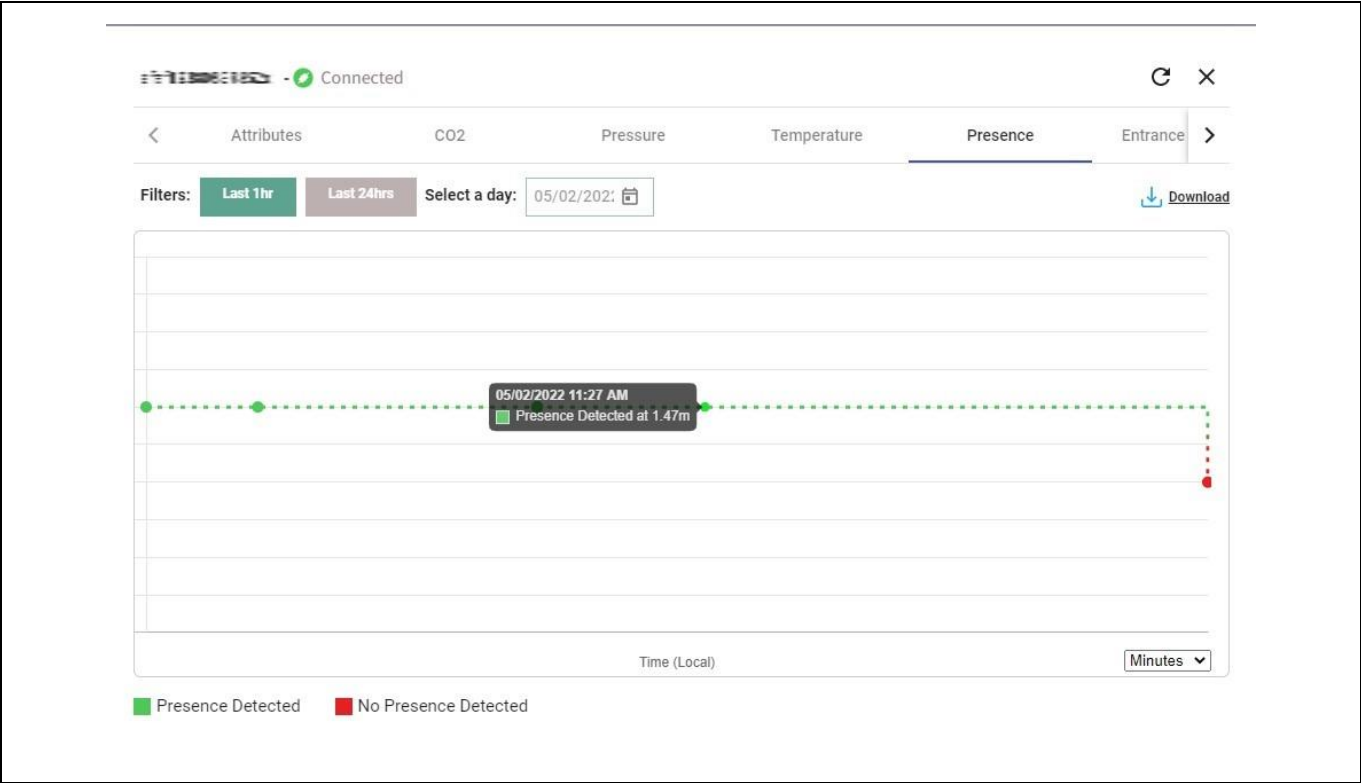 - Connected
Attributes CO2 Pressure Temperature Presence Entrance
Filters: Last 1hr Last 24hrs Select a day: 05/02/202 Download
05/02/2022 11:27 AM
Presence Detected at 1.47m
Time (Local) Minutes
Presence Detected No Presence Detected